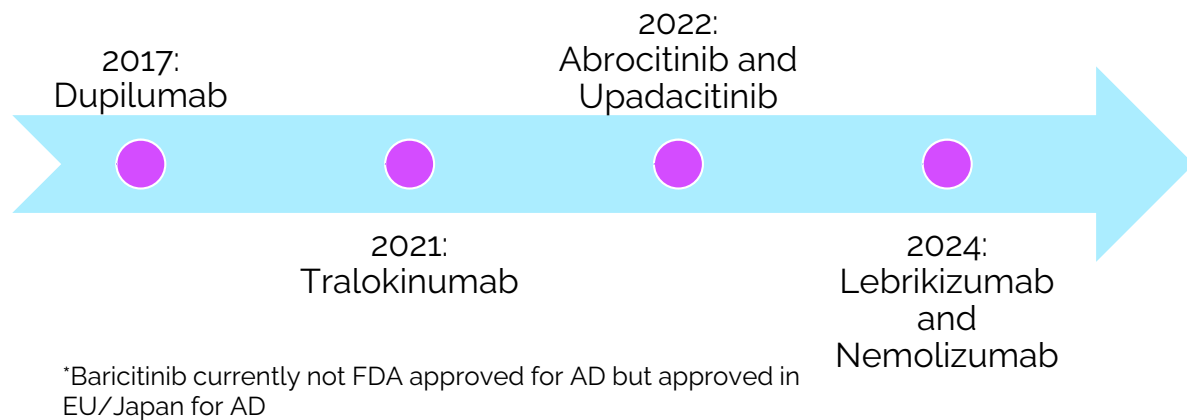 2017:
Dupilumab
2021:
Tralokinumab
2022:
Abrocitinib and
Upadacitinib
2024:
Lebrikizumab
and
Nemolizumab
*Baricitinib currently not FDA approved for AD but approved in
EU/Japan for AD